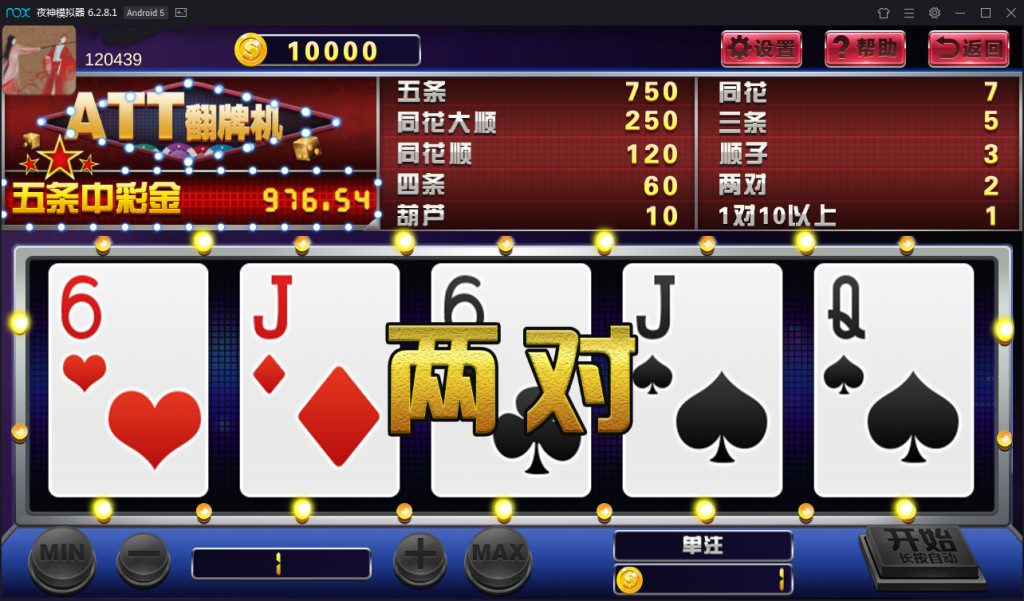 nox 夜神模拟器 6.2.8.1 Android 5
120439
10000
设置
帮助
返回
ATT翻牌机
五条中彩金 976.54
五条 750
同花大顺 250
同花顺 120
四条 60
葫芦 10
同花 7
三条 5
顺子 3
两对 2
1对10以上 1
6
J
6
J
Q
两对
MIN
1
MAX
单注
1
开始
长按自动